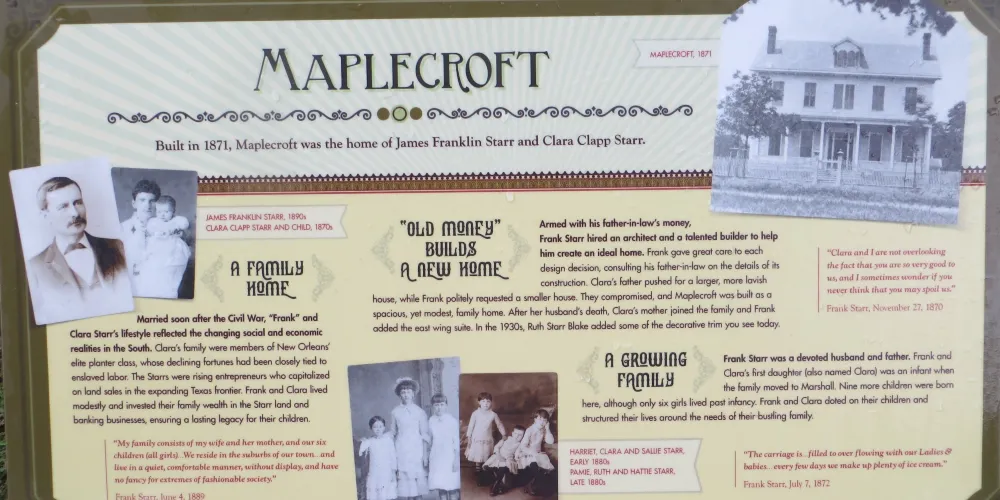 MAPLECROFT
MAPLECROFT, 1871
Built in 1871, Maplecroft was the home of James Franklin Starr and Clara Clapp Starr.
JAMES FRANKLIN STARR, 1890s
CLARA CLAPP STARR AND CHILD, 1870s
A FAMILY
HOME
Married soon after the Civil War, "Frank" and
Clara Starr's lifestyle reflected the changing social and economic
realities in the South. Clara's family were members of New Orleans'
elite planter class, whose declining fortunes had been closely tied to
enslaved labor. The Starrs were rising entrepreneurs who capitalized
on land sales in the expanding Texas frontier. Frank and Clara lived
modestly and invested their family wealth in the Starr land and
banking businesses, ensuring a lasting legacy for their children.
"My family consists of my wife and her mother, and our six
children (all girls)...We reside in the suburbs of our town...and
live in a quiet, comfortable manner, without display, and have
no fancy for extremes of fashionable society."
Frank Starr, June 4, 1889
"OLD MONEY"
BUILDS
A NEW HOME
Armed with his father-in-law's money,
Frank Starr hired an architect and a talented builder to help
him create an ideal home. Frank gave great care to each
design decision, consulting his father-in-law on the details of its
construction. Clara's father pushed for a larger, more lavish
house, while Frank politely requested a smaller house. They compromised, and Maplecroft was built as a
spacious, yet modest, family home. After her husband's death, Clara's mother joined the family and Frank
added the east wing suite. In the 1930s, Ruth Starr Blake added some of the decorative trim you see today.
"Clara and I are not overlooking
the fact that you are so very good to
us, and I sometimes wonder if you
never think that you may spoil us."
Frank Starr, November 27, 1870
A GROWING
FAMILY
Frank Starr was a devoted husband and father. Frank and
Clara's first daughter (also named Clara) was an infant when
the family moved to Marshall. Nine more children were born
here, although only six girls lived past infancy. Frank and Clara doted on their children and
structured their lives around the needs of their bustling family.
HARRIET, CLARA AND SALLIE STARR,
EARLY 1880s
PAMIE, RUTH AND HATTIE STARR,
LATE 1880s
"The carriage is...filled to over flowing with our Ladies &
babies...every few days we make up plenty of ice cream."
Frank Starr, July 7, 1872